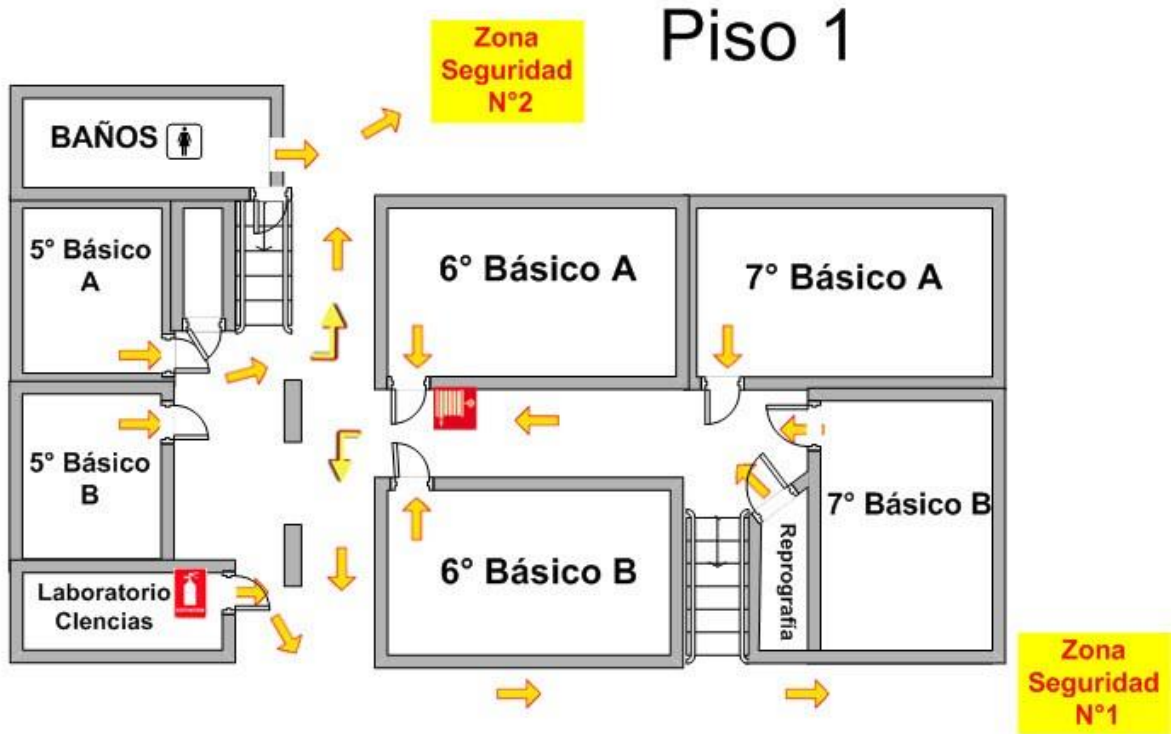 Piso 1
Zona
Seguridad
N°2
BAÑOS
5° Básico
A
6° Básico A
7° Básico A
5° Básico
B
6° Básico B
7° Básico B
Reprografía
Laboratorio
Clencias
Zona
Seguridad
N°1